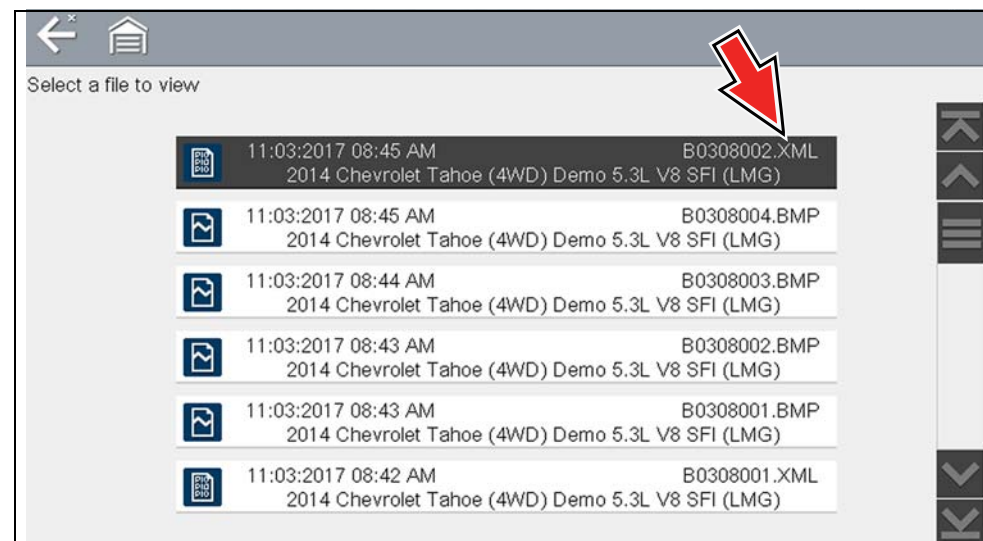 Select a file to view
11:03:2017 08:45 AM B0308002.XML
2014 Chevrolet Tahoe (4WD) Demo 5.3L V8 SFI (LMG)
11:03:2017 08:45 AM B0308004.BMP
2014 Chevrolet Tahoe (4WD) Demo 5.3L V8 SFI (LMG)
11:03:2017 08:44 AM B0308003.BMP
2014 Chevrolet Tahoe (4WD) Demo 5.3L V8 SFI (LMG)
11:03:2017 08:43 AM B0308002.BMP
2014 Chevrolet Tahoe (4WD) Demo 5.3L V8 SFI (LMG)
11:03:2017 08:43 AM B0308001.BMP
2014 Chevrolet Tahoe (4WD) Demo 5.3L V8 SFI (LMG)
11:03:2017 08:42 AM B0308001.XML
2014 Chevrolet Tahoe (4WD) Demo 5.3L V8 SFI (LMG)